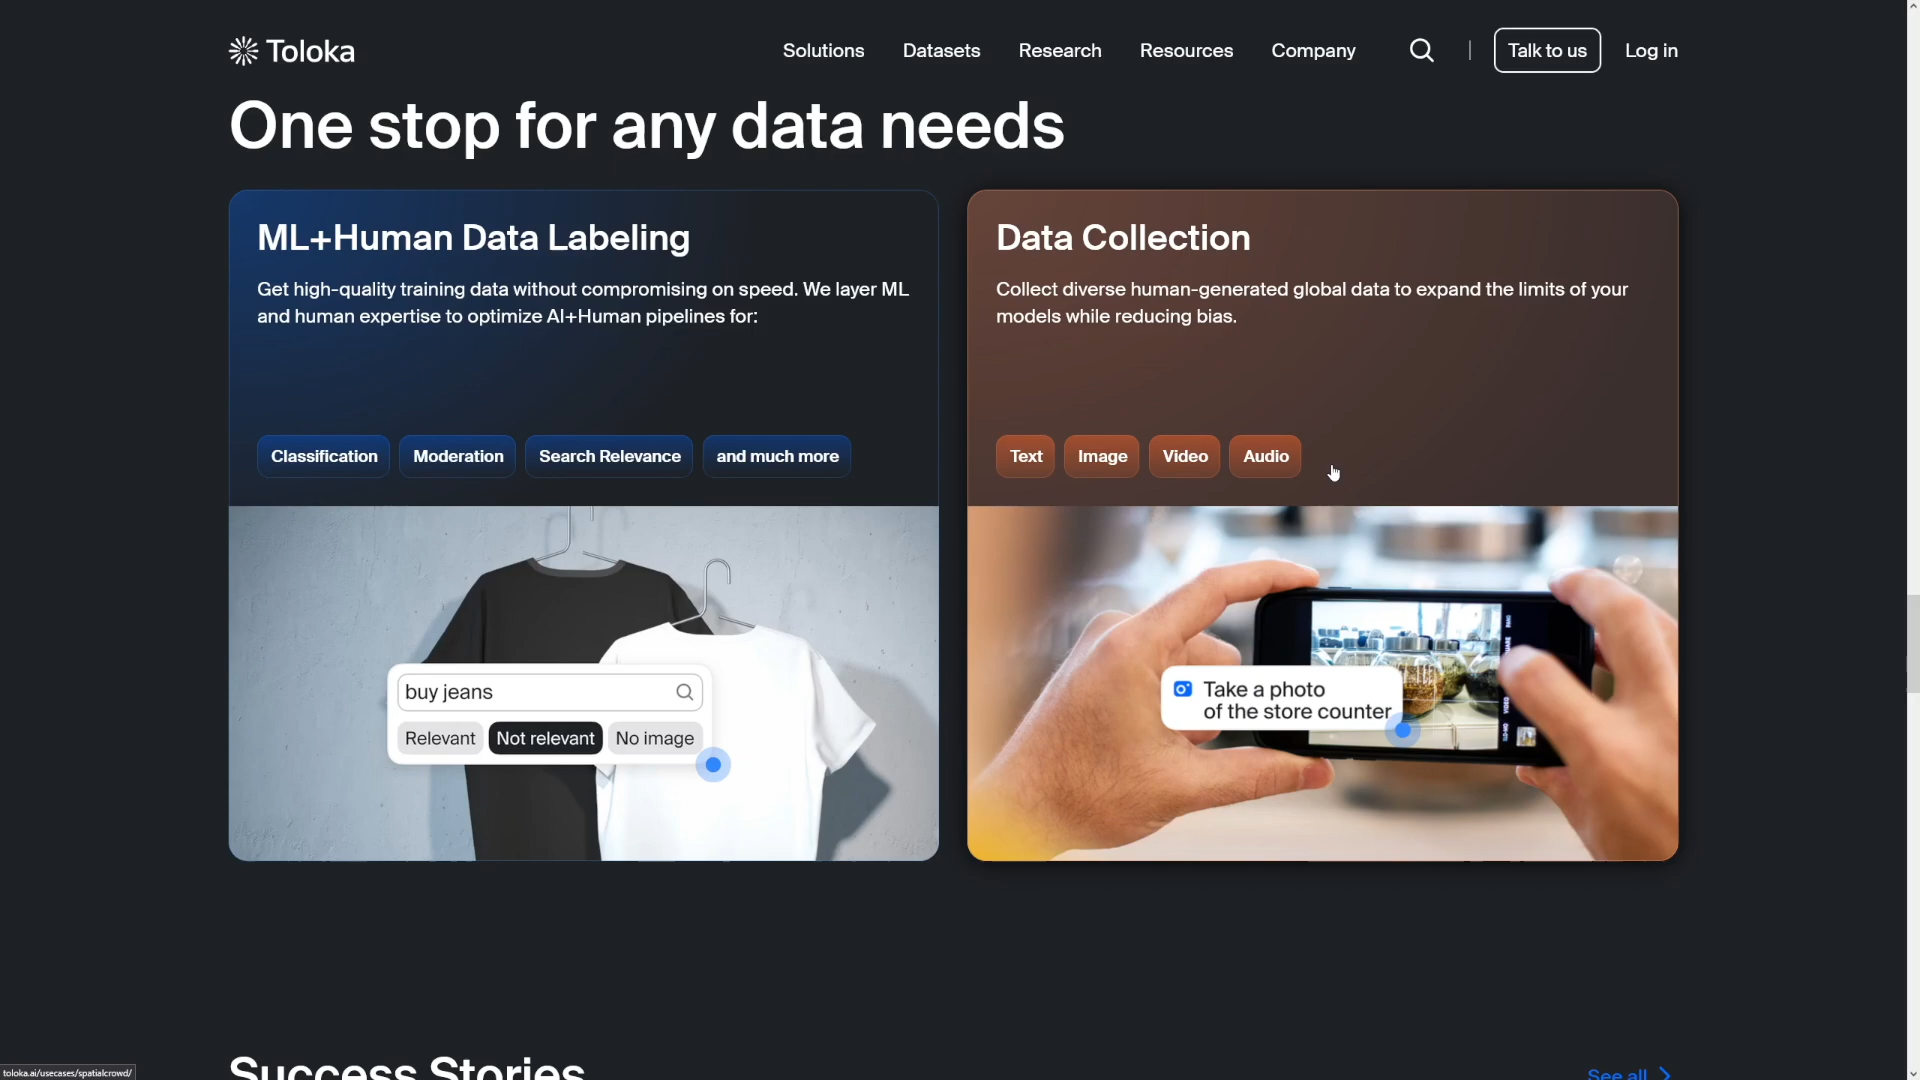 Toloka
Solutions
Datasets
Research
Resources
Company
Talk to us
Log in
One stop for any data needs
ML+Human Data Labeling
Get high-quality training data without compromising on speed. We layer ML
and human expertise to optimize AI+Human pipelines for:
Classification
Moderation
Search Relevance
and much more
buy jeans
Relevant
Not relevant
No image
Data Collection
Collect diverse human-generated global data to expand the limits of your
models while reducing bias.
Text
Image
Video
Audio
Take a photo
of the store counter
VIDEO
Success Stories
See all
toloka.ai/usecases/spatialcrowd/